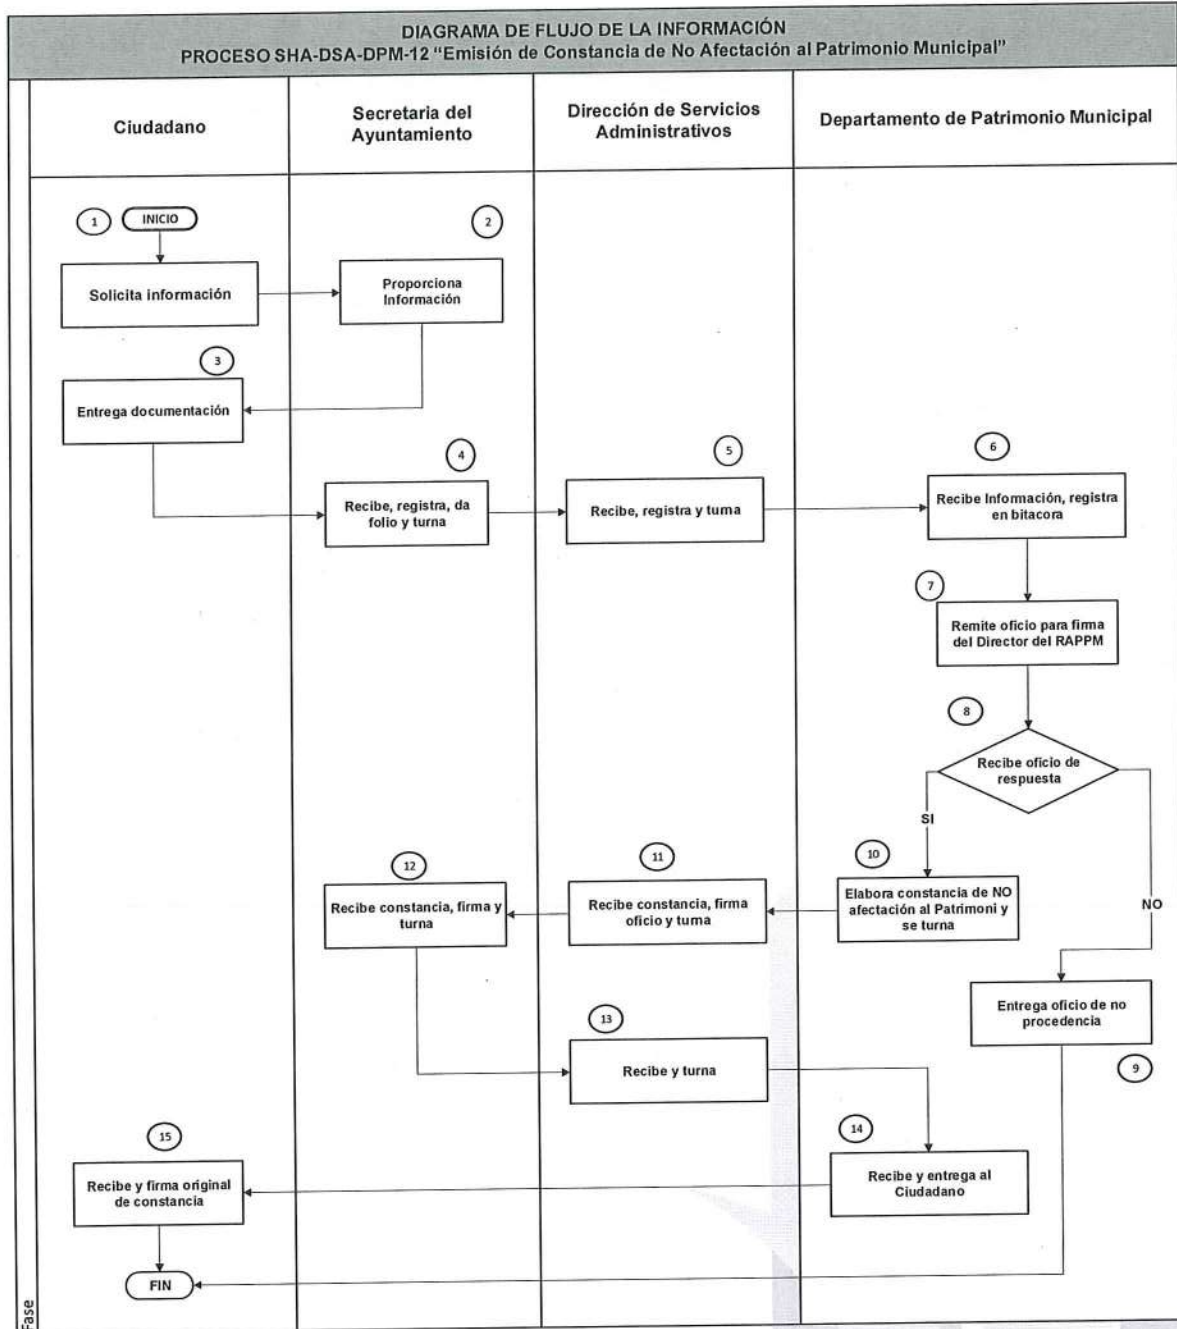 DIAGRAMA DE FLUJO DE LA INFORMACIÓN
PROCESO SHA-DSA-DPM-12 “Emisión de Constancia de No Afectación al Patrimonio Municipal”
Ciudadano
Secretaria del
Ayuntamiento
Dirección de Servicios
Administrativos
Departamento de Patrimonio Municipal
1
INICIO
2
Solicita información
Proporciona
Información
3
Entrega documentación
4
5
6
Recibe, registra, da
folio y turna
Recibe, registra y turna
Recibe Información, registra
en bitacora
7
Remite oficio para firma
del Director del RAPPM
8
Recibe oficio de
respuesta
SI
NO
10
Elabora constancia de NO
afectación al Patrimoni y
se turna
11
Recibe constancia, firma
oficio y turna
12
Recibe constancia, firma y
turna
Entrega oficio de no
procedencia
9
13
Recibe y turna
14
Recibe y entrega al
Ciudadano
15
Recibe y firma original
de constancia
FIN
Fase